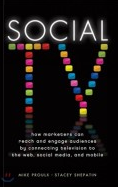 SOCIAL
TV
how marketers can
reach and engage audiences
by connecting television to
the web, social media, and mobile
MIKE PROULX • STACEY SHEPATIN